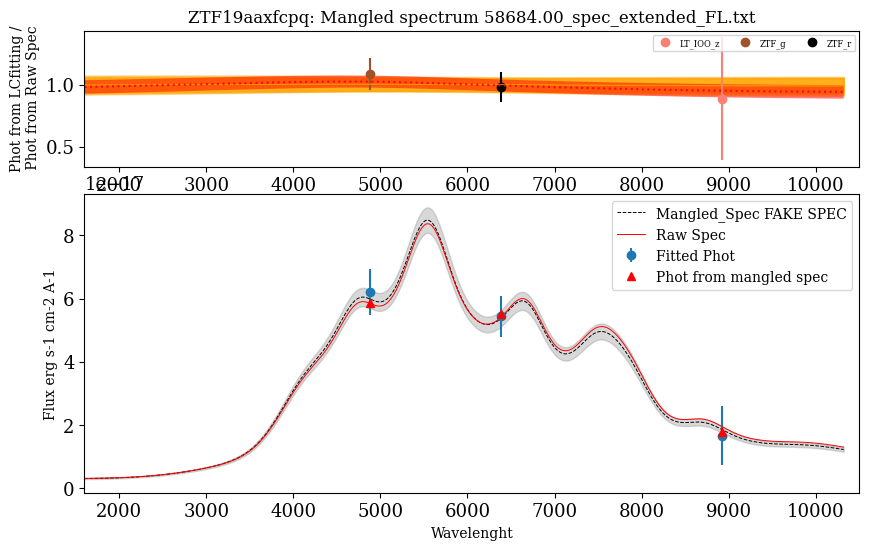 ZTF19aaxfcpq: Mangled spectrum 58684.00_spec_extended_FL.txt
Phot from LCfitting /
Phot from Raw Spec
LT_IOO_z ZTF_g ZTF_r
1.0
0.5
2000 3000 4000 5000 6000 7000 8000 9000 10000
1e−17
Flux erg s-1 cm-2 A-1
8
6
4
2
0
Mangled_Spec FAKE SPEC
Raw Spec
Fitted Phot
Phot from mangled spec
2000 3000 4000 5000 6000 7000 8000 9000 10000
Wavelenght